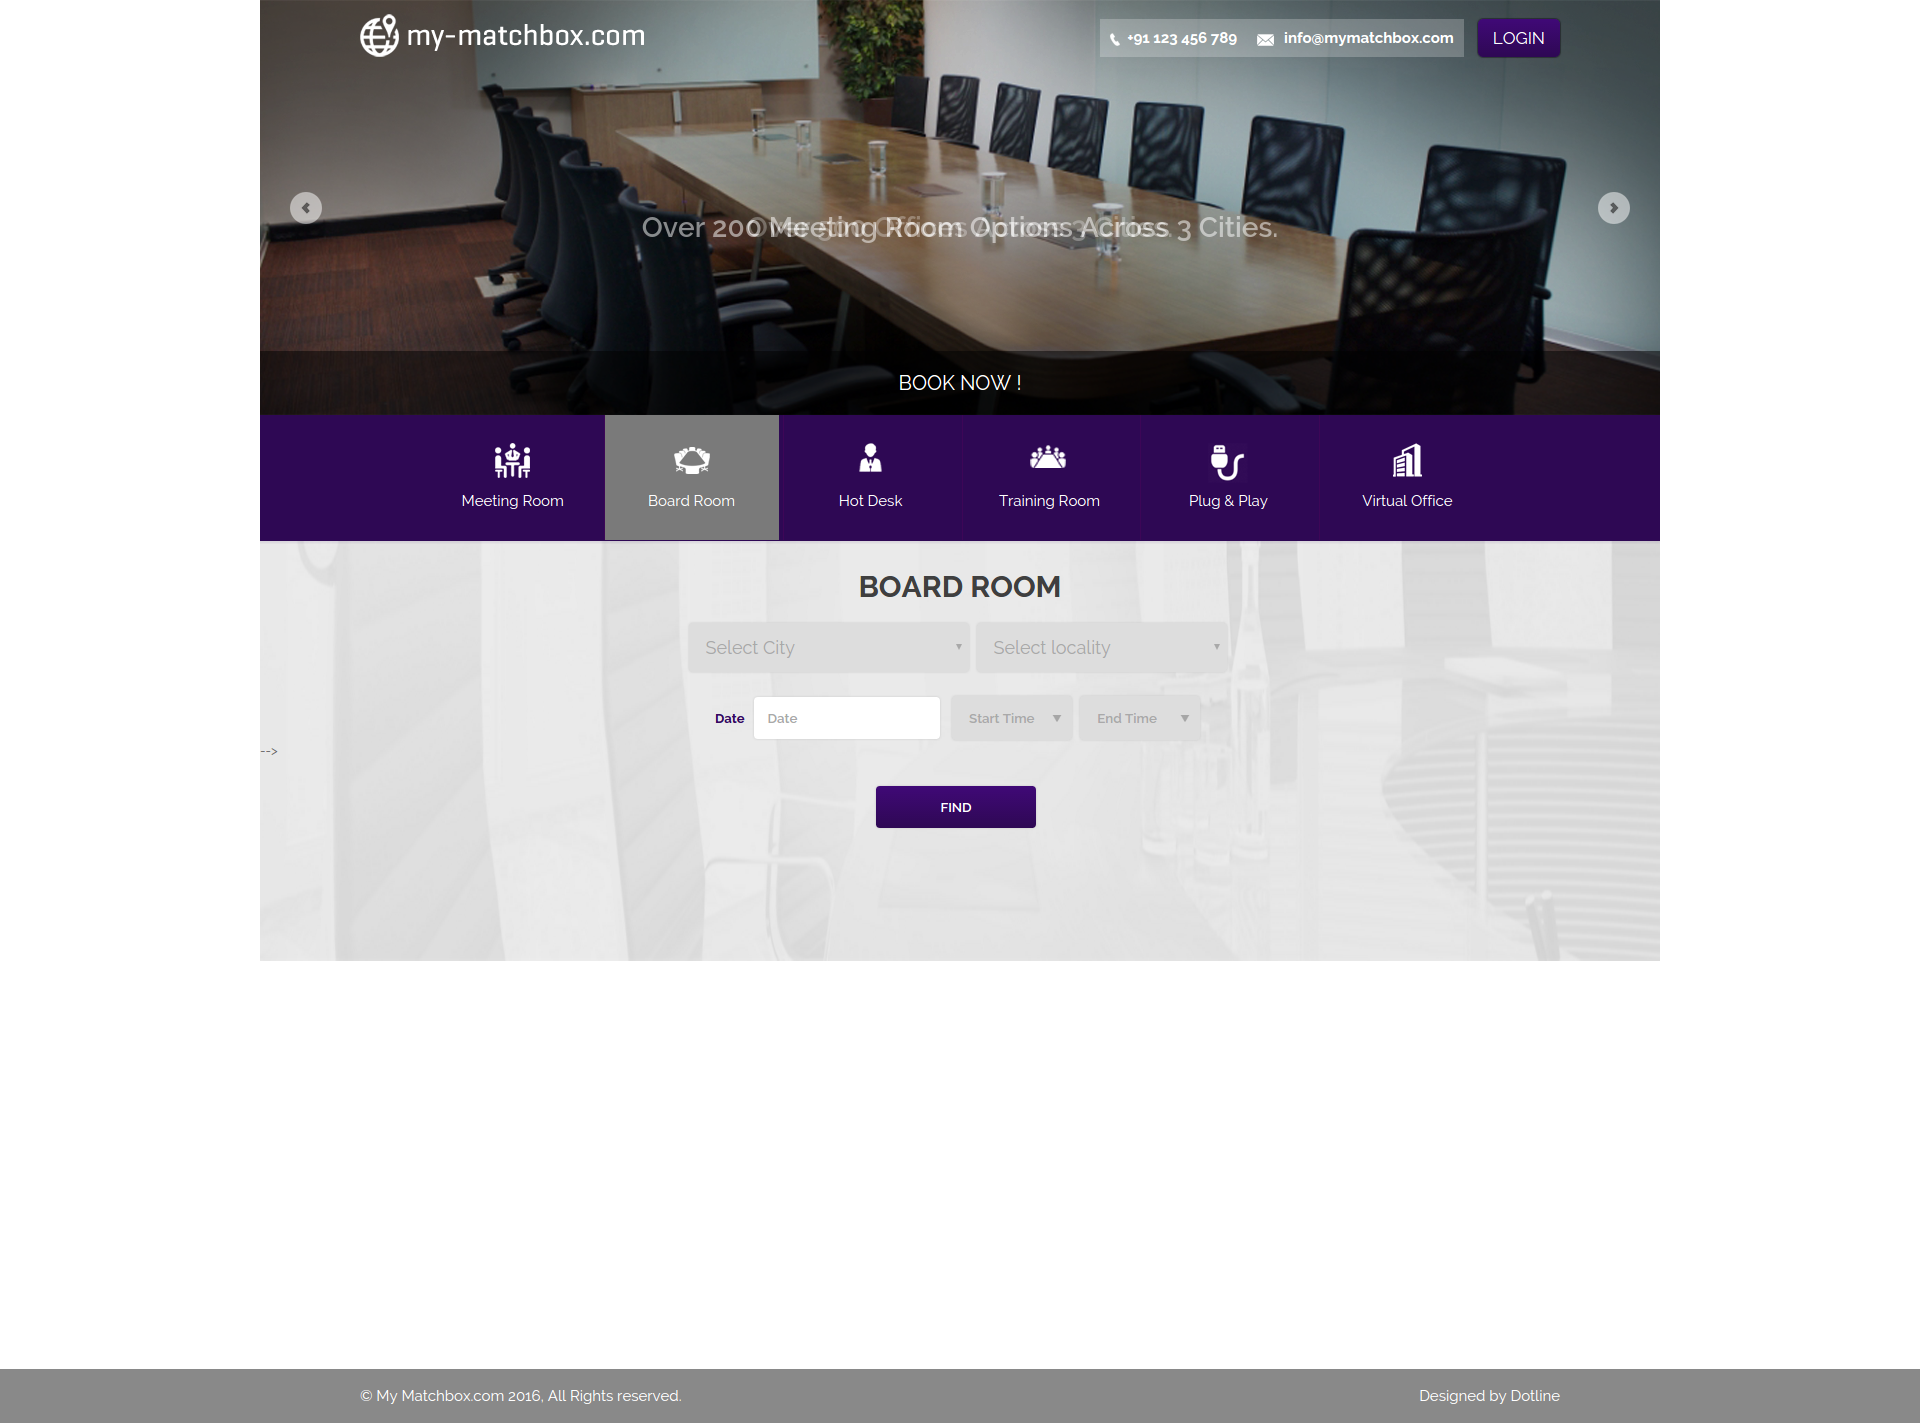 my-matchbox.com
+91 123 456 789
info@mymatchbox.com
LOGIN
Over 200 Meeting Room Options Across 3 Cities.
BOOK NOW !
Meeting Room
Board Room
Hot Desk
Training Room
Plug & Play
Virtual Office
BOARD ROOM
Select City
Select locality
Date
Date
Start Time
End Time
-->
FIND
© My Matchbox.com 2016, All Rights reserved.
Designed by Dotline